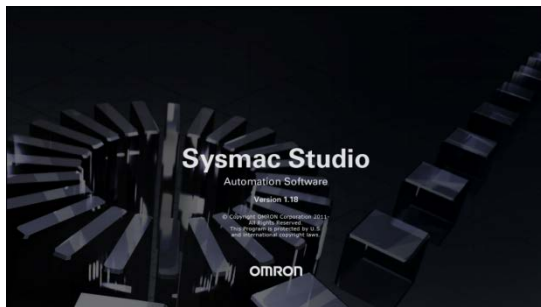 Sysmac Studio
Automation Software
Version 1.18
© Copyright OMRON Corporation 2011-
All Rights Reserved.
This Program is protected by U.S.
and international copyright laws.
OMRON